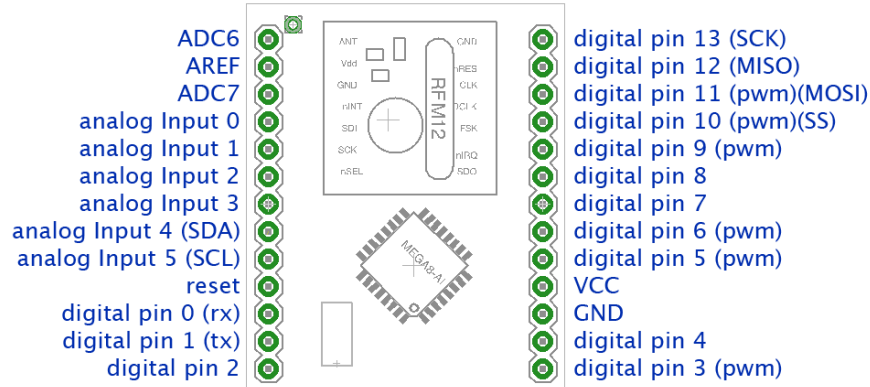 ADC6
AREF
ADC7
analog Input 0
analog Input 1
analog Input 2
analog Input 3
analog Input 4 (SDA)
analog Input 5 (SCL)
reset
digital pin 0 (rx)
digital pin 1 (tx)
digital pin 2
ANT
Vdd
GND
nINT
SDI
SCK
nSEL
RFM12
GND
nRES
CLK
DCLK
FSK
nIRQ
SDO
MEGA8-AI
digital pin 13 (SCK)
digital pin 12 (MISO)
digital pin 11 (pwm)(MOSI)
digital pin 10 (pwm)(SS)
digital pin 9 (pwm)
digital pin 8
digital pin 7
digital pin 6 (pwm)
digital pin 5 (pwm)
VCC
GND
digital pin 4
digital pin 3 (pwm)